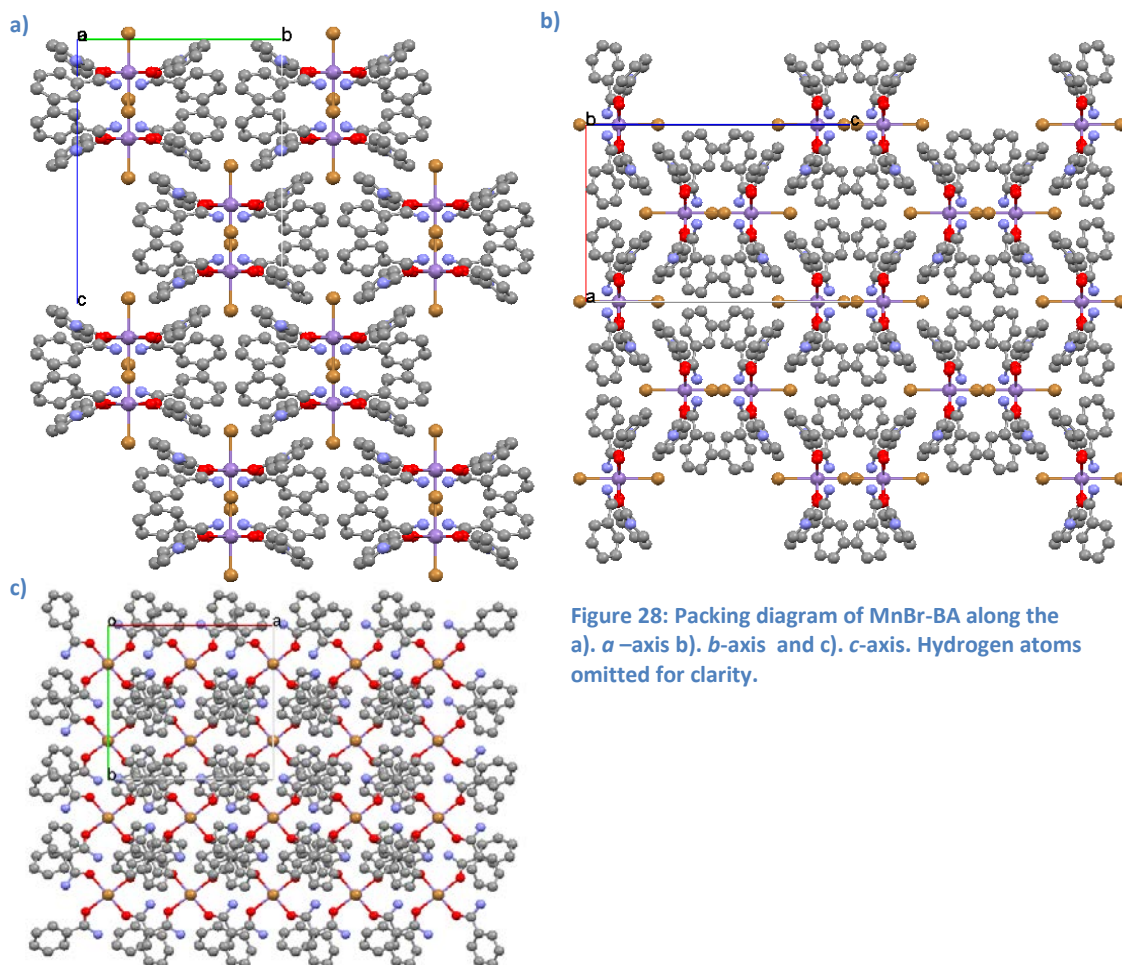 a)
a
b
c
b)
b
c
a
c)
o
a
b
Figure 28: Packing diagram of MnBr-BA along the
a). a –axis b). b-axis and c). c-axis. Hydrogen atoms
omitted for clarity.